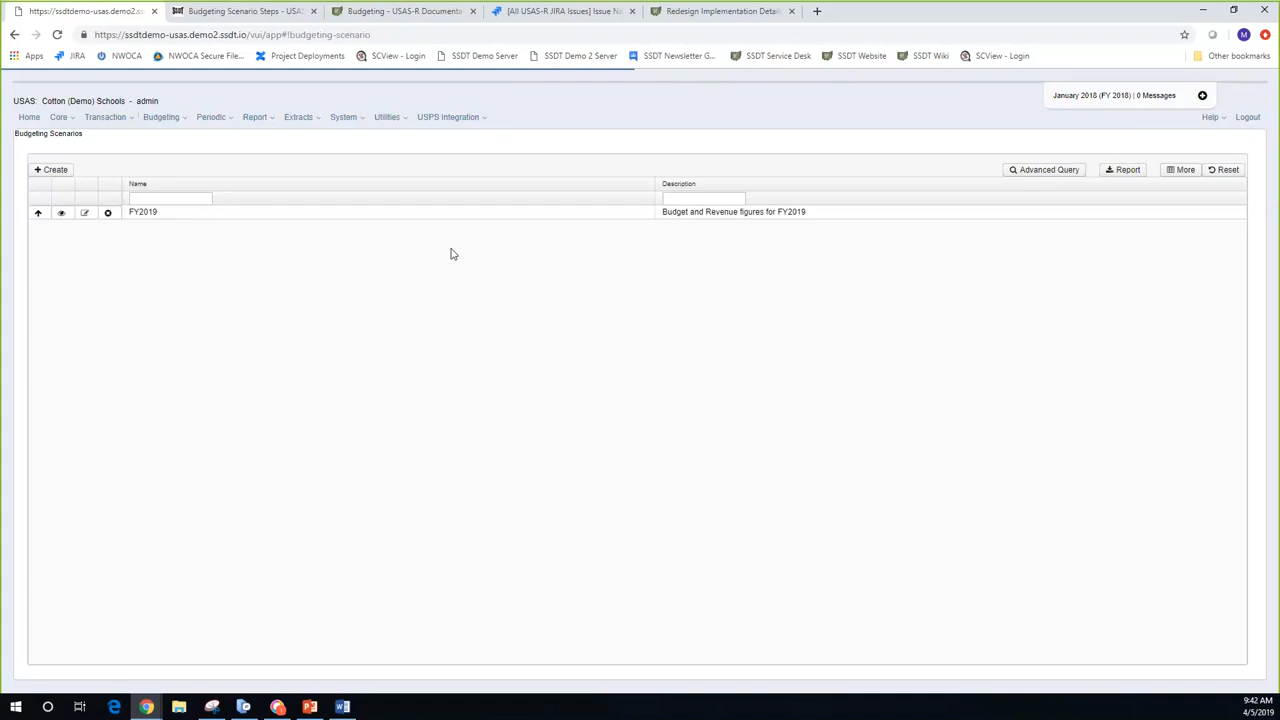 https://ssdtdemo-usas.demo2.ss
Budgeting Scenario Steps - USA
Budgeting - USAS-R Documenta
[All USAS-R JIRA Issues] Issue Na
Redesign Implementation Detail
https://ssdtdemo-usas.demo2.ssdt.io/vui/app#!budgeting-scenario
M
Apps
JIRA
NWOCA
NWOCA Secure File...
Project Deployments
SCView - Login
SSDT Demo Server
SSDT Demo 2 Server
SSDT Newsletter G...
SSDT Service Desk
SSDT Website
SSDT Wiki
SCView - Login
Other bookmarks
January 2018 (FY 2018) | 0 Messages
USAS: Cotton (Demo) Schools - admin
Home Core Transaction Budgeting Periodic Report Extracts System Utilities USPS Integration Help Logout
Budgeting Scenarios
Create
Advanced Query
Report
More
Reset
Name Description
FY2019 Budget and Revenue figures for FY2019
9:42 AM
4/5/2019